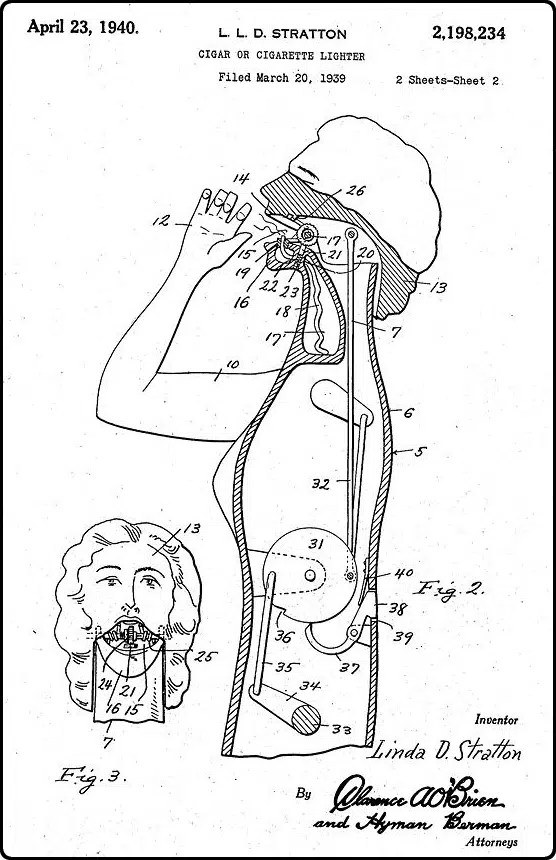 April 23, 1940.
L. L. D. STRATTON
2,198,234
CIGAR OR CIGARETTE LIGHTER
Filed March 20, 1939
2 Sheets-Sheet 2
14
26
12
17
15
21
20
19
22
23
16
13
18
7
17'
10
6
5
32
13
31
40
Fig. 2.
38
36
39
37
25
35
24
21
34
16
15
7
33
Fig. 3.
Inventor
Linda D. Stratton
By
Clarence A O'Brien
and Hyman Berman
Attorneys